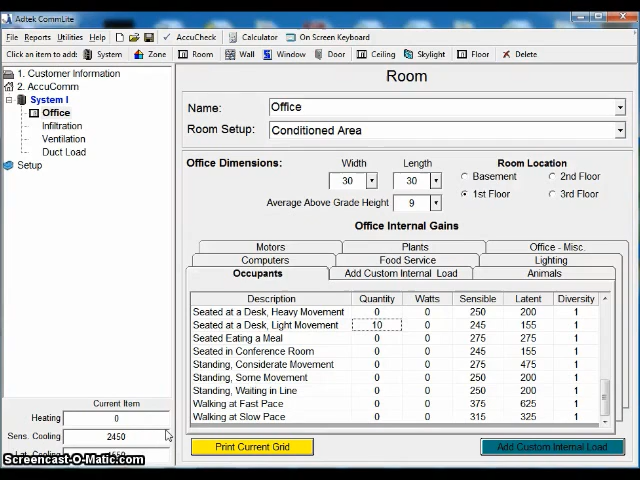 Adtek CommLite
File Reports Utilities Help AccuCheck Calculator On Screen Keyboard
Click an item to add: System Zone Room Wall Window Door Ceiling Skylight Floor Delete
1. Customer Information
2. AccuComm
System I
Office
Infiltration
Ventilation
Duct Load
Setup
Room
Name: Office
Room Setup: Conditioned Area
Office Dimensions: Width Length Room Location
30 30 Basement 2nd Floor
Average Above Grade Height 9 1st Floor 3rd Floor
Office Internal Gains
Motors Plants Office - Misc.
Computers Food Service Lighting
Occupants Add Custom Internal Load Animals
Description Quantity Watts Sensible Latent Diversity
Seated at a Desk, Heavy Movement 0 0 250 200 1
Seated at a Desk, Light Movement 10 0 245 155 1
Seated Eating a Meal 0 0 275 275 1
Seated in Conference Room 0 0 245 155 1
Standing, Considerate Movement 0 0 275 475 1
Standing, Some Movement 0 0 250 200 1
Standing, Waiting in Line 0 0 250 200 1
Walking at Fast Pace 0 0 375 625 1
Walking at Slow Pace 0 0 315 325 1
Print Current Grid Add Custom Internal Load
Current Item
Heating 0
Sens. Cooling 2450
Screencast-O-Matic.com